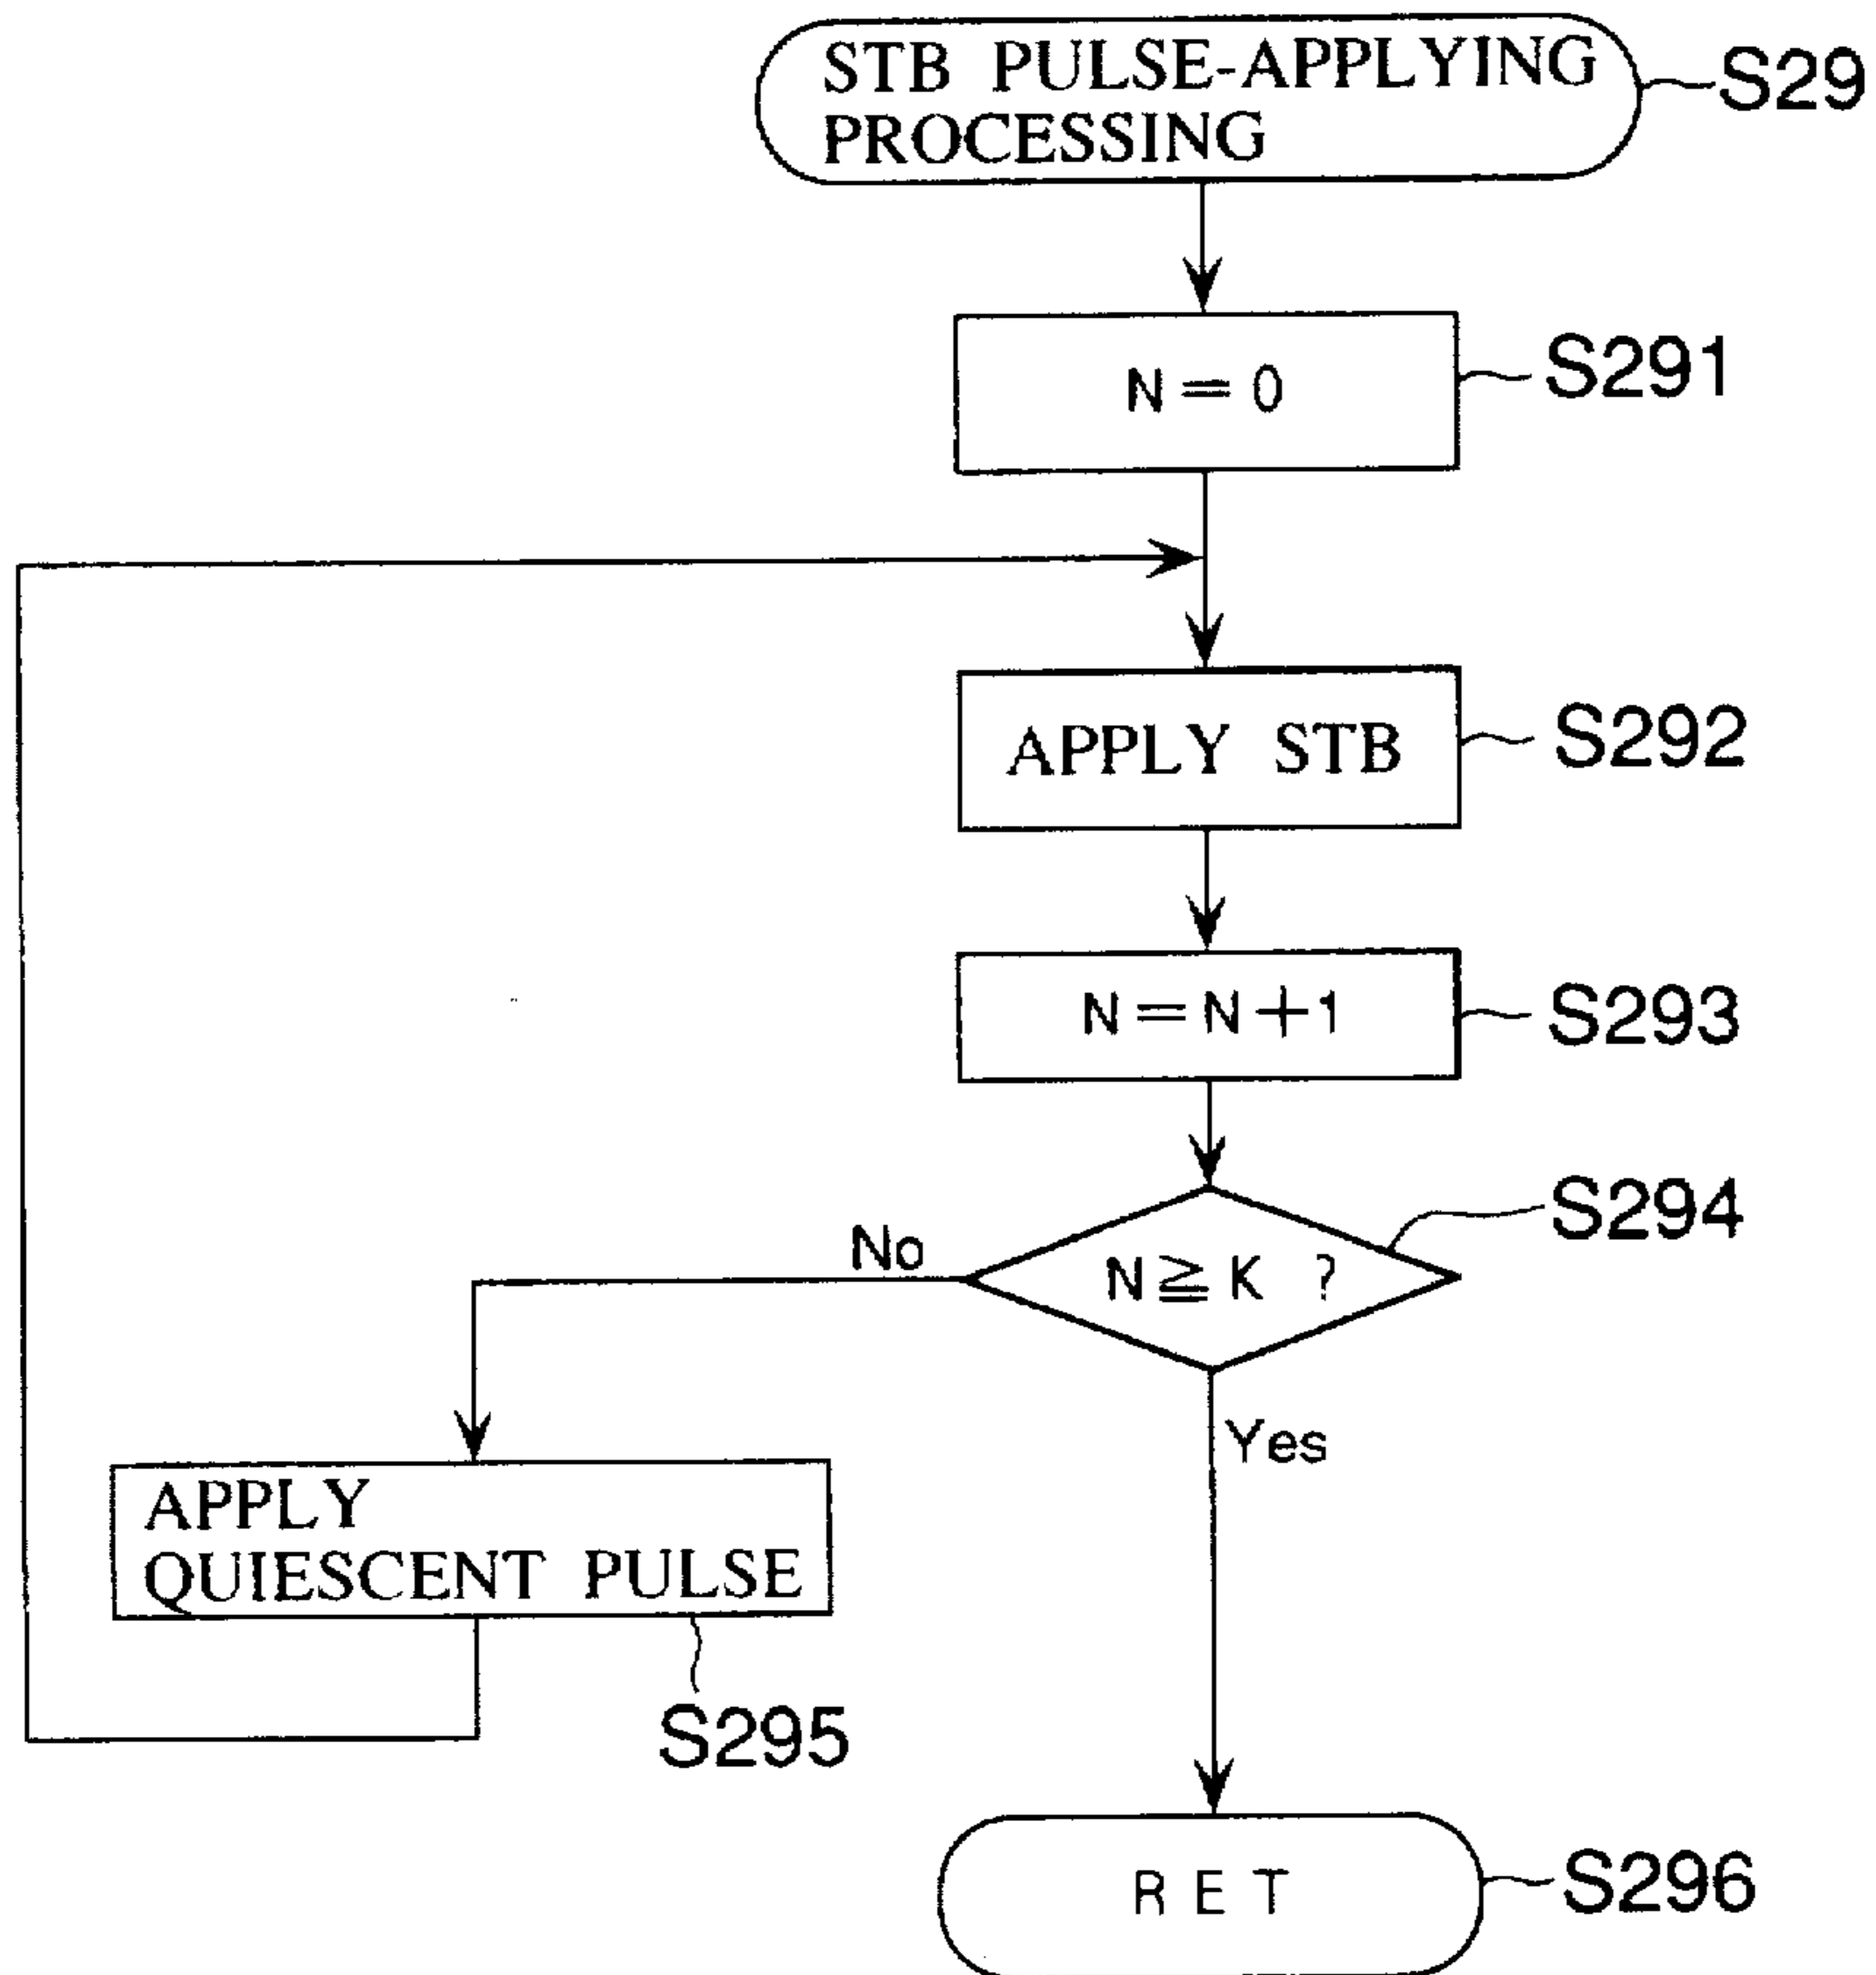 STB PULSE-APPLYING
PROCESSING
S29
N=0
S291
APPLY STB
S292
N=N+1
S293
S294
No
N≧K ?
Yes
APPLY
QUIESCENT PULSE
S295
RET
S296